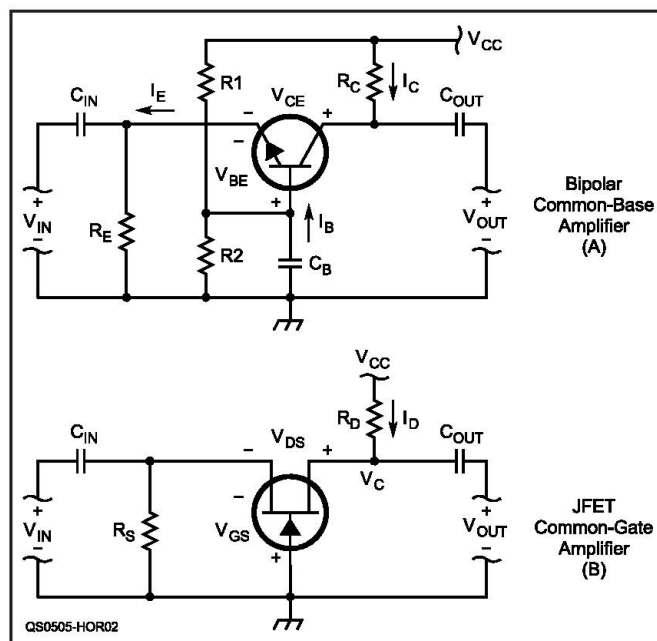 V_CC
R1
R_C
I_C
I_E
C_IN
V_CE
C_OUT
-
+
-
V_BE
+
+
V_IN
-
R_E
R2
I_B
C_B
+
V_OUT
-
Bipolar
Common-Base
Amplifier
(A)
V_CC
R_D
I_D
C_IN
V_DS
C_OUT
-
+
V_C
-
V_GS
+
+
V_IN
-
R_S
+
V_OUT
-
JFET
Common-Gate
Amplifier
(B)
QS0505-HOR02